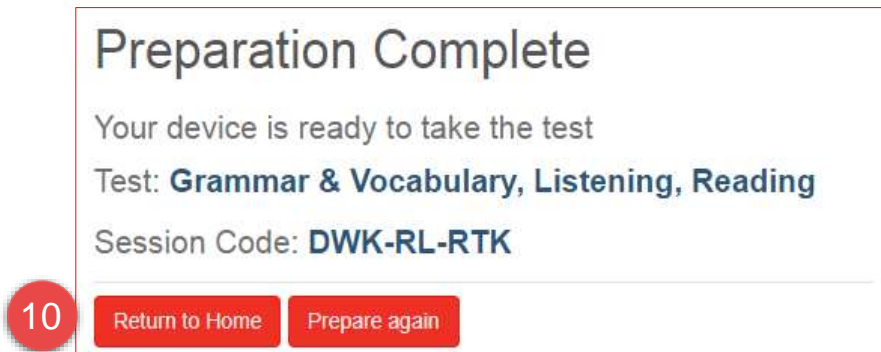 Preparation Complete
Your device is ready to take the test
Test: Grammar & Vocabulary, Listening, Reading
Session Code: DWK-RL-RTK
10 Return to Home Prepare again